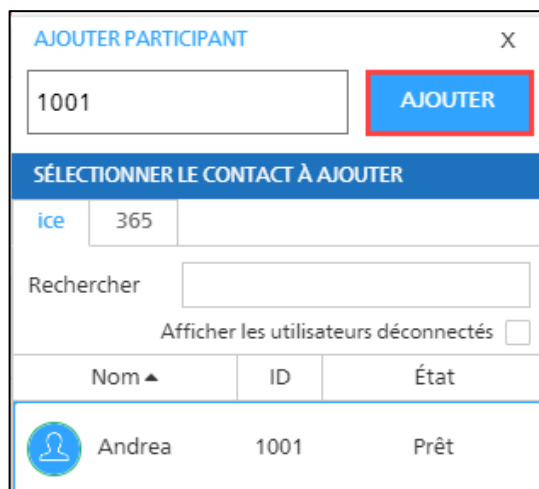 AJOUTER PARTICIPANT X
1001 AJOUTER
SÉLECTIONNER LE CONTACT À AJOUTER
ice 365
Rechercher
Afficher les utilisateurs déconnectés
Nom ID État
Andrea 1001 Prêt